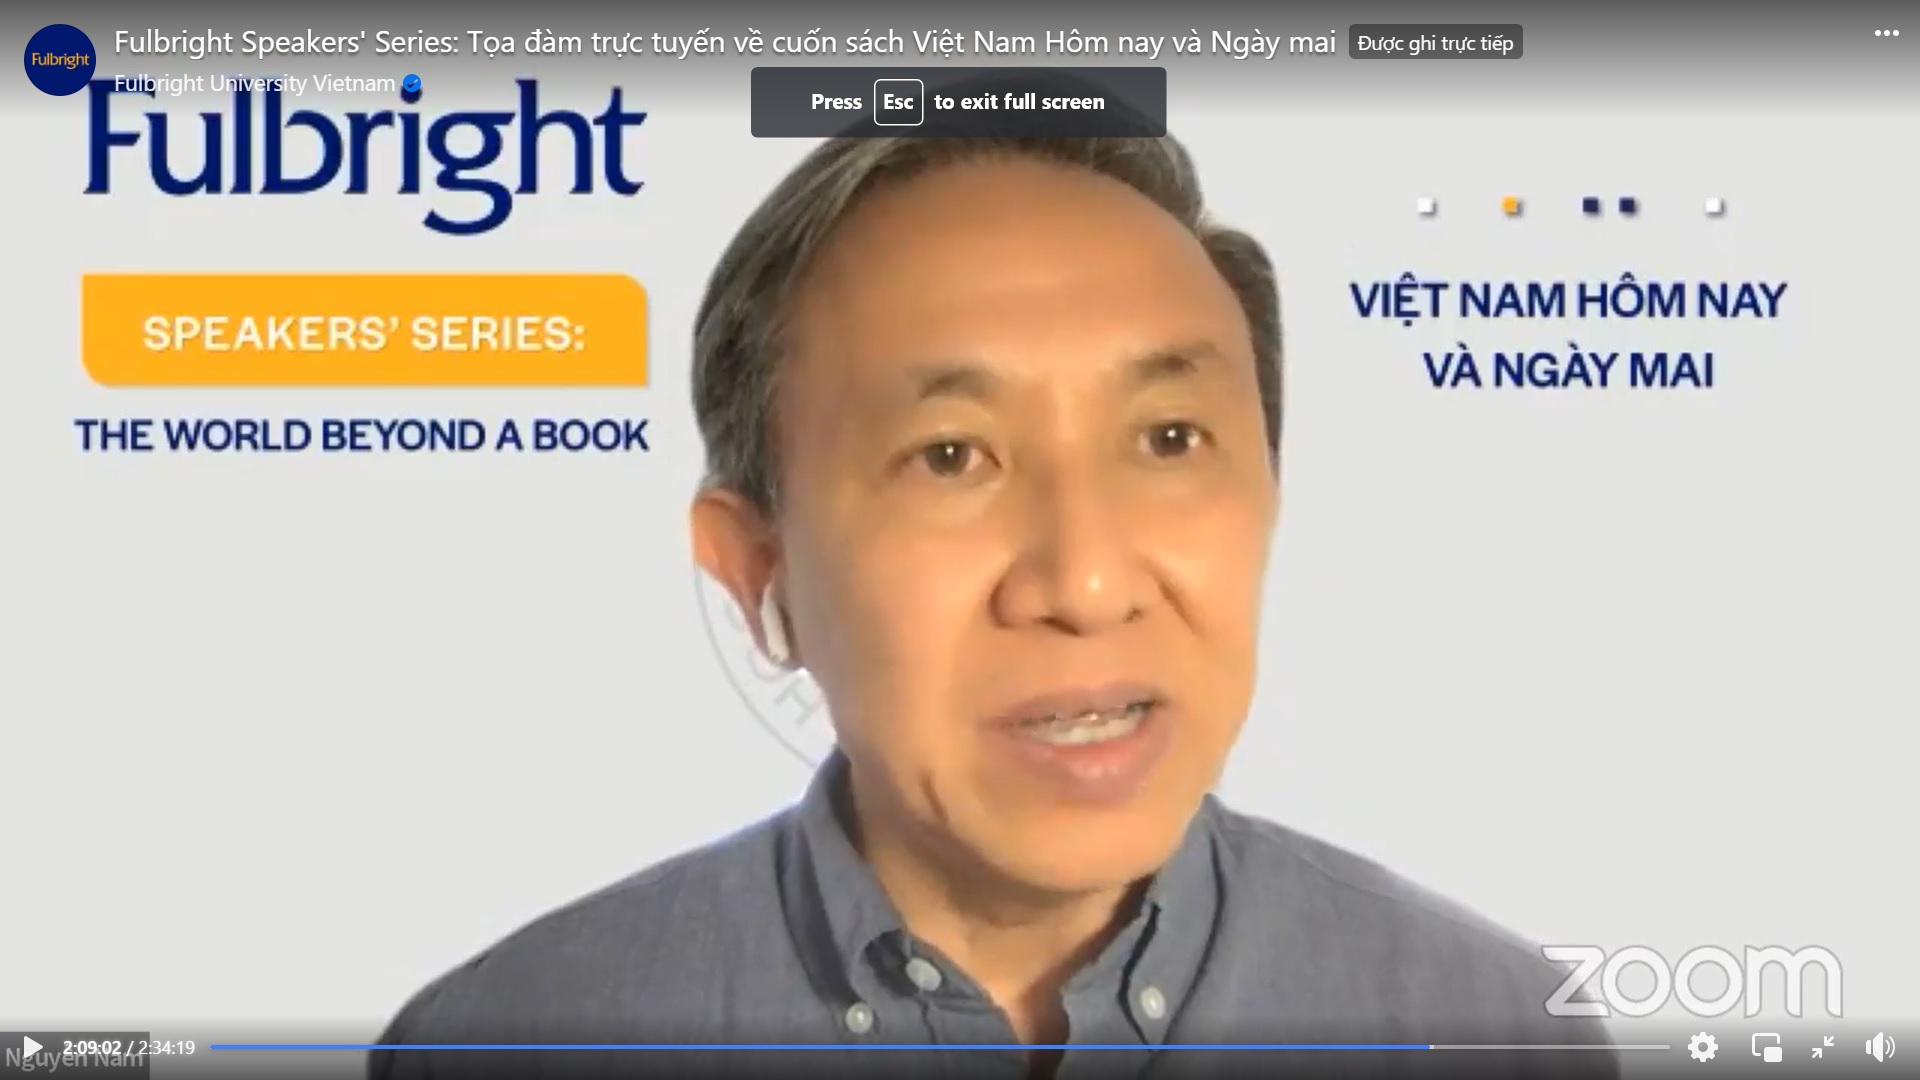 Fulbright Speakers' Series: Tọa đàm trực tuyến về cuốn sách Việt Nam Hôm nay và Ngày mai
Được ghi trực tiếp
Fulbright
Fulbright University Vietnam
Press Esc to exit full screen
Fulbright
SPEAKERS' SERIES:
THE WORLD BEYOND A BOOK
VIỆT NAM HÔM NAY
VÀ NGÀY MAI
zoom
2:09:02 / 2:34:19
Nguyen Nam